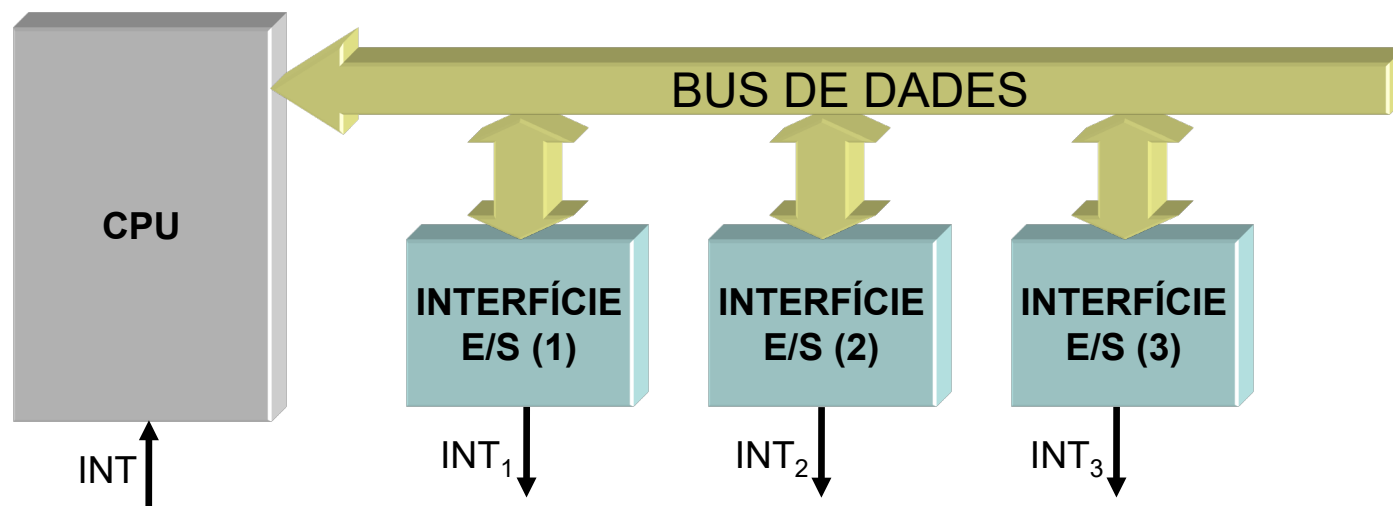 BUS DE DADES
CPU
INTERFÍCIE
E/S (1)
INTERFÍCIE
E/S (2)
INTERFÍCIE
E/S (3)
INT
INT₁
INT₂
INT₃